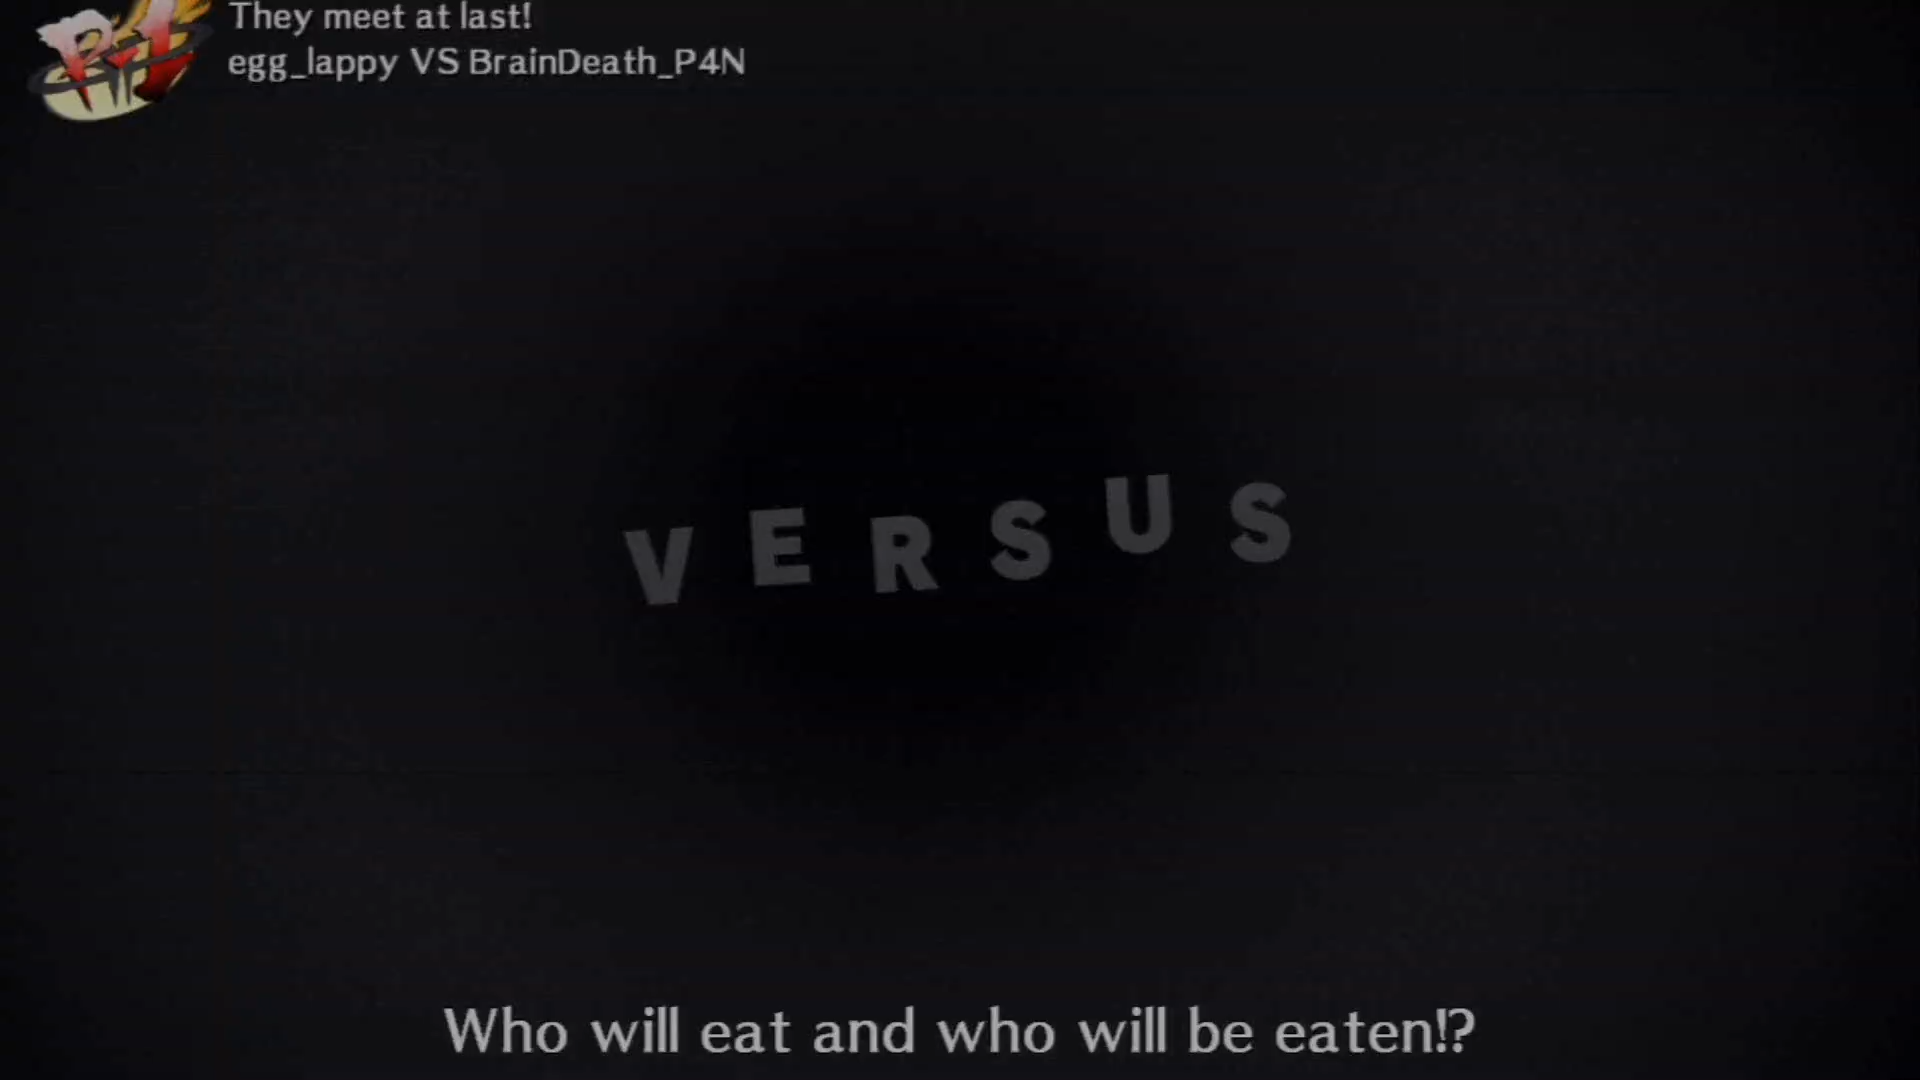 They meet at last!
egg_lappy VS BrainDeath_P4N
VERSUS
Who will eat and who will be eaten!?